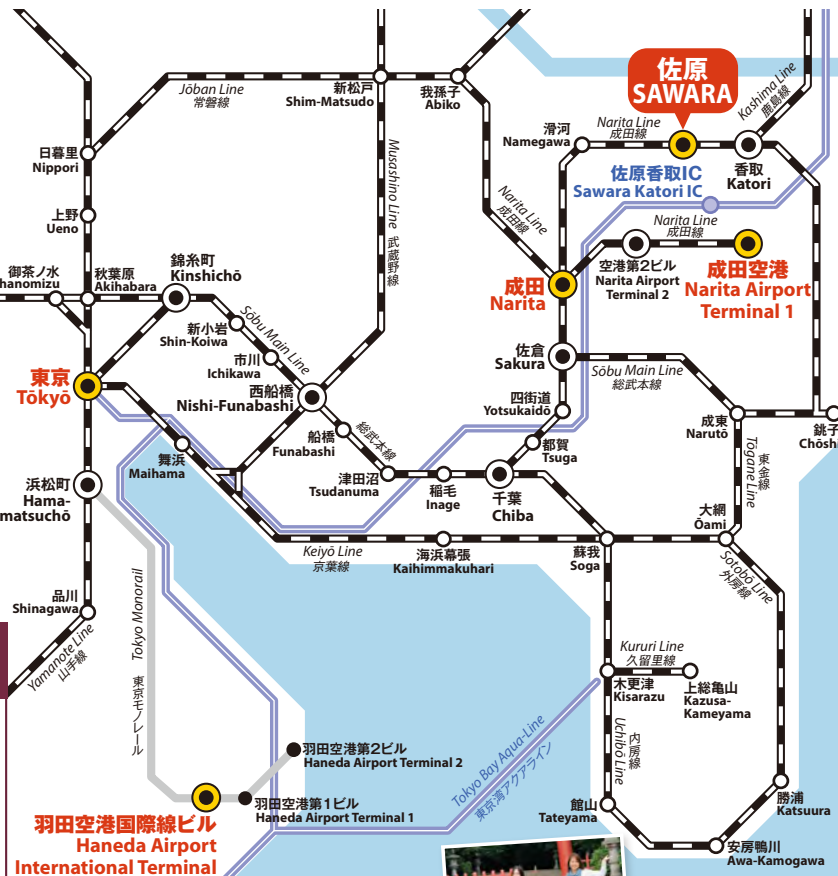 Jōban Line
常磐線
新松戸
Shim-Matsudo
我孫子
Abiko
佐原
SAWARA
Kashima Line
鹿島線
日暮里
Nippori
Musashino Line 武蔵野線
滑河
Namegawa
Narita Line
成田線
香取
Katori
佐原香取IC
Sawara Katori IC
上野
Ueno
Narita Line
成田線
Narita Line
成田線
御茶ノ水
hanomizu
秋葉原
Akihabara
錦糸町
Kinshichō
成田
Narita
空港第2ビル
Narita Airport
Terminal 2
成田空港
Narita Airport
Terminal 1
新小岩
Shin-Koiwa
Sōbu Main Line
市川
Ichikawa
佐倉
Sakura
Sōbu Main Line
総武本線
東京
Tōkyō
西船橋
Nishi-Funabashi
四街道
Yotsukaidō
船橋
Funabashi
総武本線
都賀
Tsuga
成東
Narutō
銚子
Chōsh
舞浜
Maihama
津田沼
Tsudanuma
稲毛
Inage
千葉
Chiba
Tōgane Line
東金線
浜松町
Hama-
matsuchō
大網
Ōami
Keiyō Line
京葉線
海浜幕張
Kaihimmakuhari
蘇我
Soga
Sotobō Line
外房線
品川
Shinagawa
Yamanote Line
山手線
Tokyo Monorail
東京モノレール
Kururi Line
久留里線
木更津
Kisarazu
上総亀山
Kazusa-
Kameyama
Uchibō Line
内房線
羽田空港第2ビル
Haneda Airport Terminal 2
Tokyo Bay Aqua-Line
東京湾アクアライン
羽田空港第1ビル
Haneda Airport Terminal 1
館山
Tateyama
勝浦
Katsuura
羽田空港国際線ビル
Haneda Airport
International Terminal
安房鴨川
Awa-Kamogawa